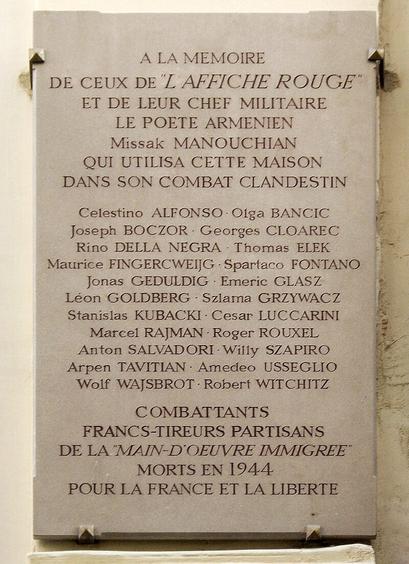 A LA MEMOIRE
DE CEUX DE "L'AFFICHE ROUGE"
ET DE LEUR CHEF MILITAIRE
LE POETE ARMENIEN
Missak MANOUCHIAN
QUI UTILISA CETTE MAISON
DANS SON COMBAT CLANDESTIN
Celestino ALFONSO · Olga BANCIC
Joseph BOCZOR · Georges CLOAREC
Rino DELLA NEGRA · Thomas ELEK
Maurice FINGERCWEIJG · Spartaco FONTANO
Jonas GEDULDIG · Emeric GLASZ
Léon GOLDBERG · Szlama GRZYWACZ
Stanislas KUBACKI · Cesar LUCCARINI
Marcel RAJMAN · Roger ROUXEL
Anton SALVADORI · Willy SZAPIRO
Arpen TAVITIAN · Amedeo USSEGLIO
Wolf WAJSBROT · Robert WITCHITZ
COMBATTANTS
FRANCS-TIREURS PARTISANS
DE LA "MAIN-D'OEUVRE IMMIGREE"
MORTS EN 1944
POUR LA FRANCE ET LA LIBERTE